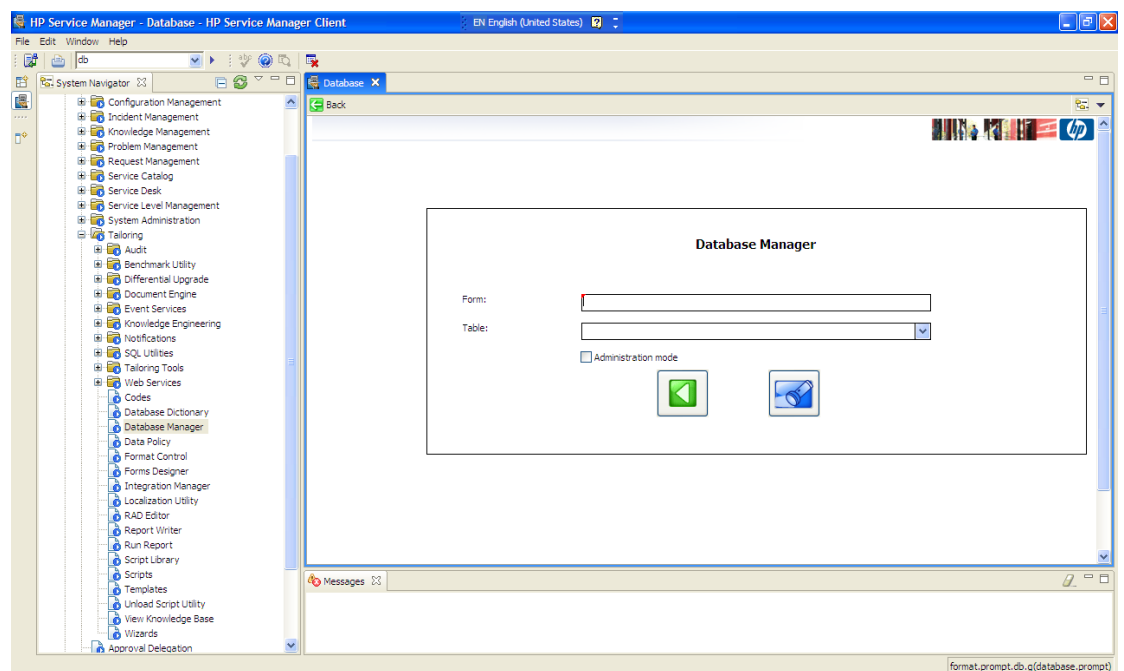 HP Service Manager - Database - HP Service Manager Client
EN English (United States)
File Edit Window Help
db
System Navigator
Configuration Management
Incident Management
Knowledge Management
Problem Management
Request Management
Service Catalog
Service Desk
Service Level Management
System Administration
Tailoring
Audit
Benchmark Utility
Differential Upgrade
Document Engine
Event Services
Knowledge Engineering
Notifications
SQL Utilities
Tailoring Tools
Web Services
Codes
Database Dictionary
Database Manager
Data Policy
Format Control
Forms Designer
Integration Manager
Localization Utility
RAD Editor
Report Writer
Run Report
Script Library
Scripts
Templates
Unload Script Utility
View Knowledge Base
Wizards
Approval Delegation
Database
Back
hp
Database Manager
Form:
Table:
Administration mode
Messages
format.prompt.db.g(database.prompt)